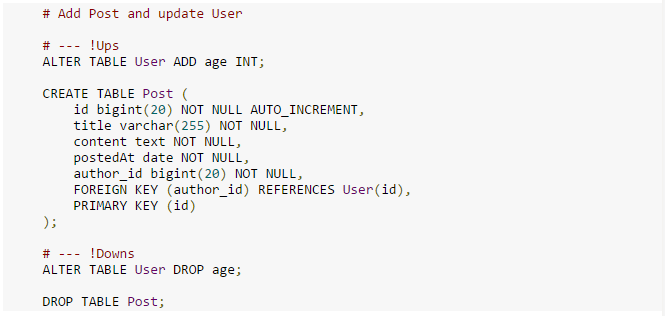 # Add Post and update User
# --- !Ups
ALTER TABLE User ADD age INT;
CREATE TABLE Post (
id bigint(20) NOT NULL AUTO_INCREMENT,
title varchar(255) NOT NULL,
content text NOT NULL,
postedAt date NOT NULL,
author_id bigint(20) NOT NULL,
FOREIGN KEY (author_id) REFERENCES User(id),
PRIMARY KEY (id)
);
# --- !Downs
ALTER TABLE User DROP age;
DROP TABLE Post;